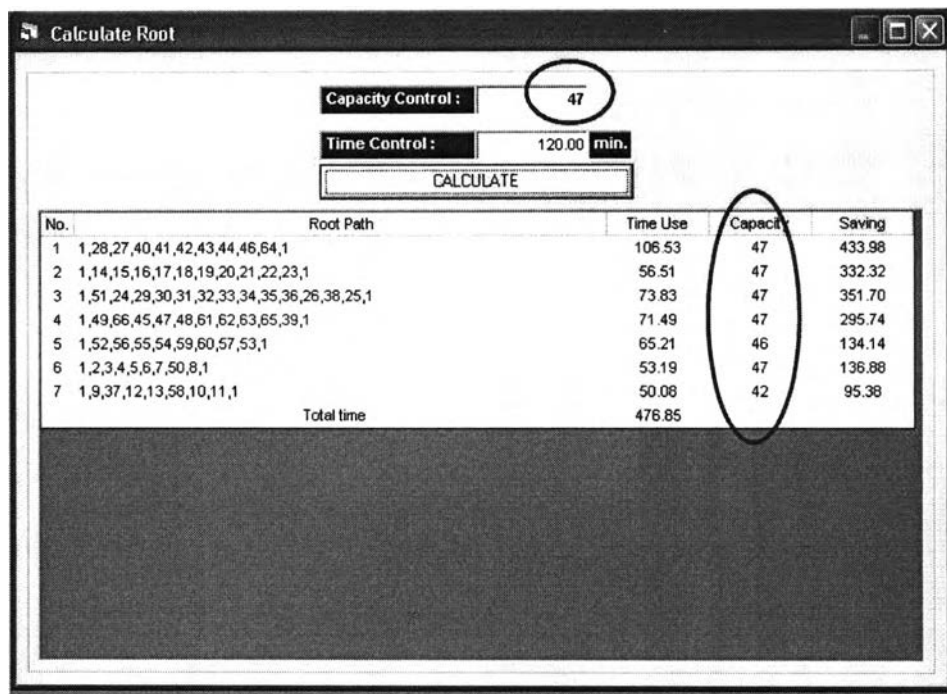 Calculate Root
Capacity Control : 47
Time Control : 120.00 min.
CALCULATE
No. Root Path Time Use Capacity Saving
1 1,28,27,40,41,42,43,44,46,64,1 106.53 47 433.98
2 1,14,15,16,17,18,19,20,21,22,23,1 56.51 47 332.32
3 1,51,24,29,30,31,32,33,34,35,36,26,38,25,1 73.83 47 351.70
4 1,49,66,45,47,48,61,62,63,65,39,1 71.49 47 295.74
5 1,52,56,55,54,59,60,57,53,1 65.21 46 134.14
6 1,2,3,4,5,6,7,50,8,1 53.19 47 136.88
7 1,9,37,12,13,58,10,11,1 50.08 42 95.38
Total time 476.85